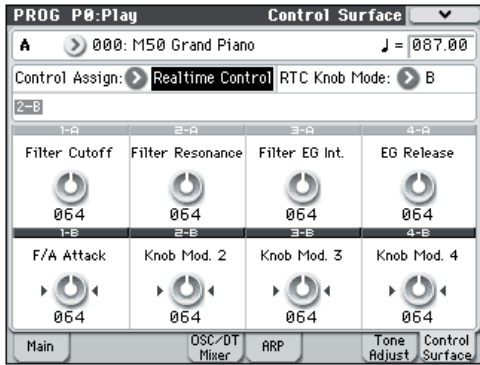 PROG P0:Play Control Surface
A 000: M50 Grand Piano ♩= 087.00
Control Assign: Realtime Control RTC Knob Mode: B
2-B
1-A 2-A 3-A 4-A
Filter Cutoff Filter Resonance Filter EG Int. EG Release
064 064 064 064
1-B 2-B 3-B 4-B
F/A Attack Knob Mod. 2 Knob Mod. 3 Knob Mod. 4
064 064 064 064
Main OSC/DT Mixer ARP Tone Adjust Control Surface